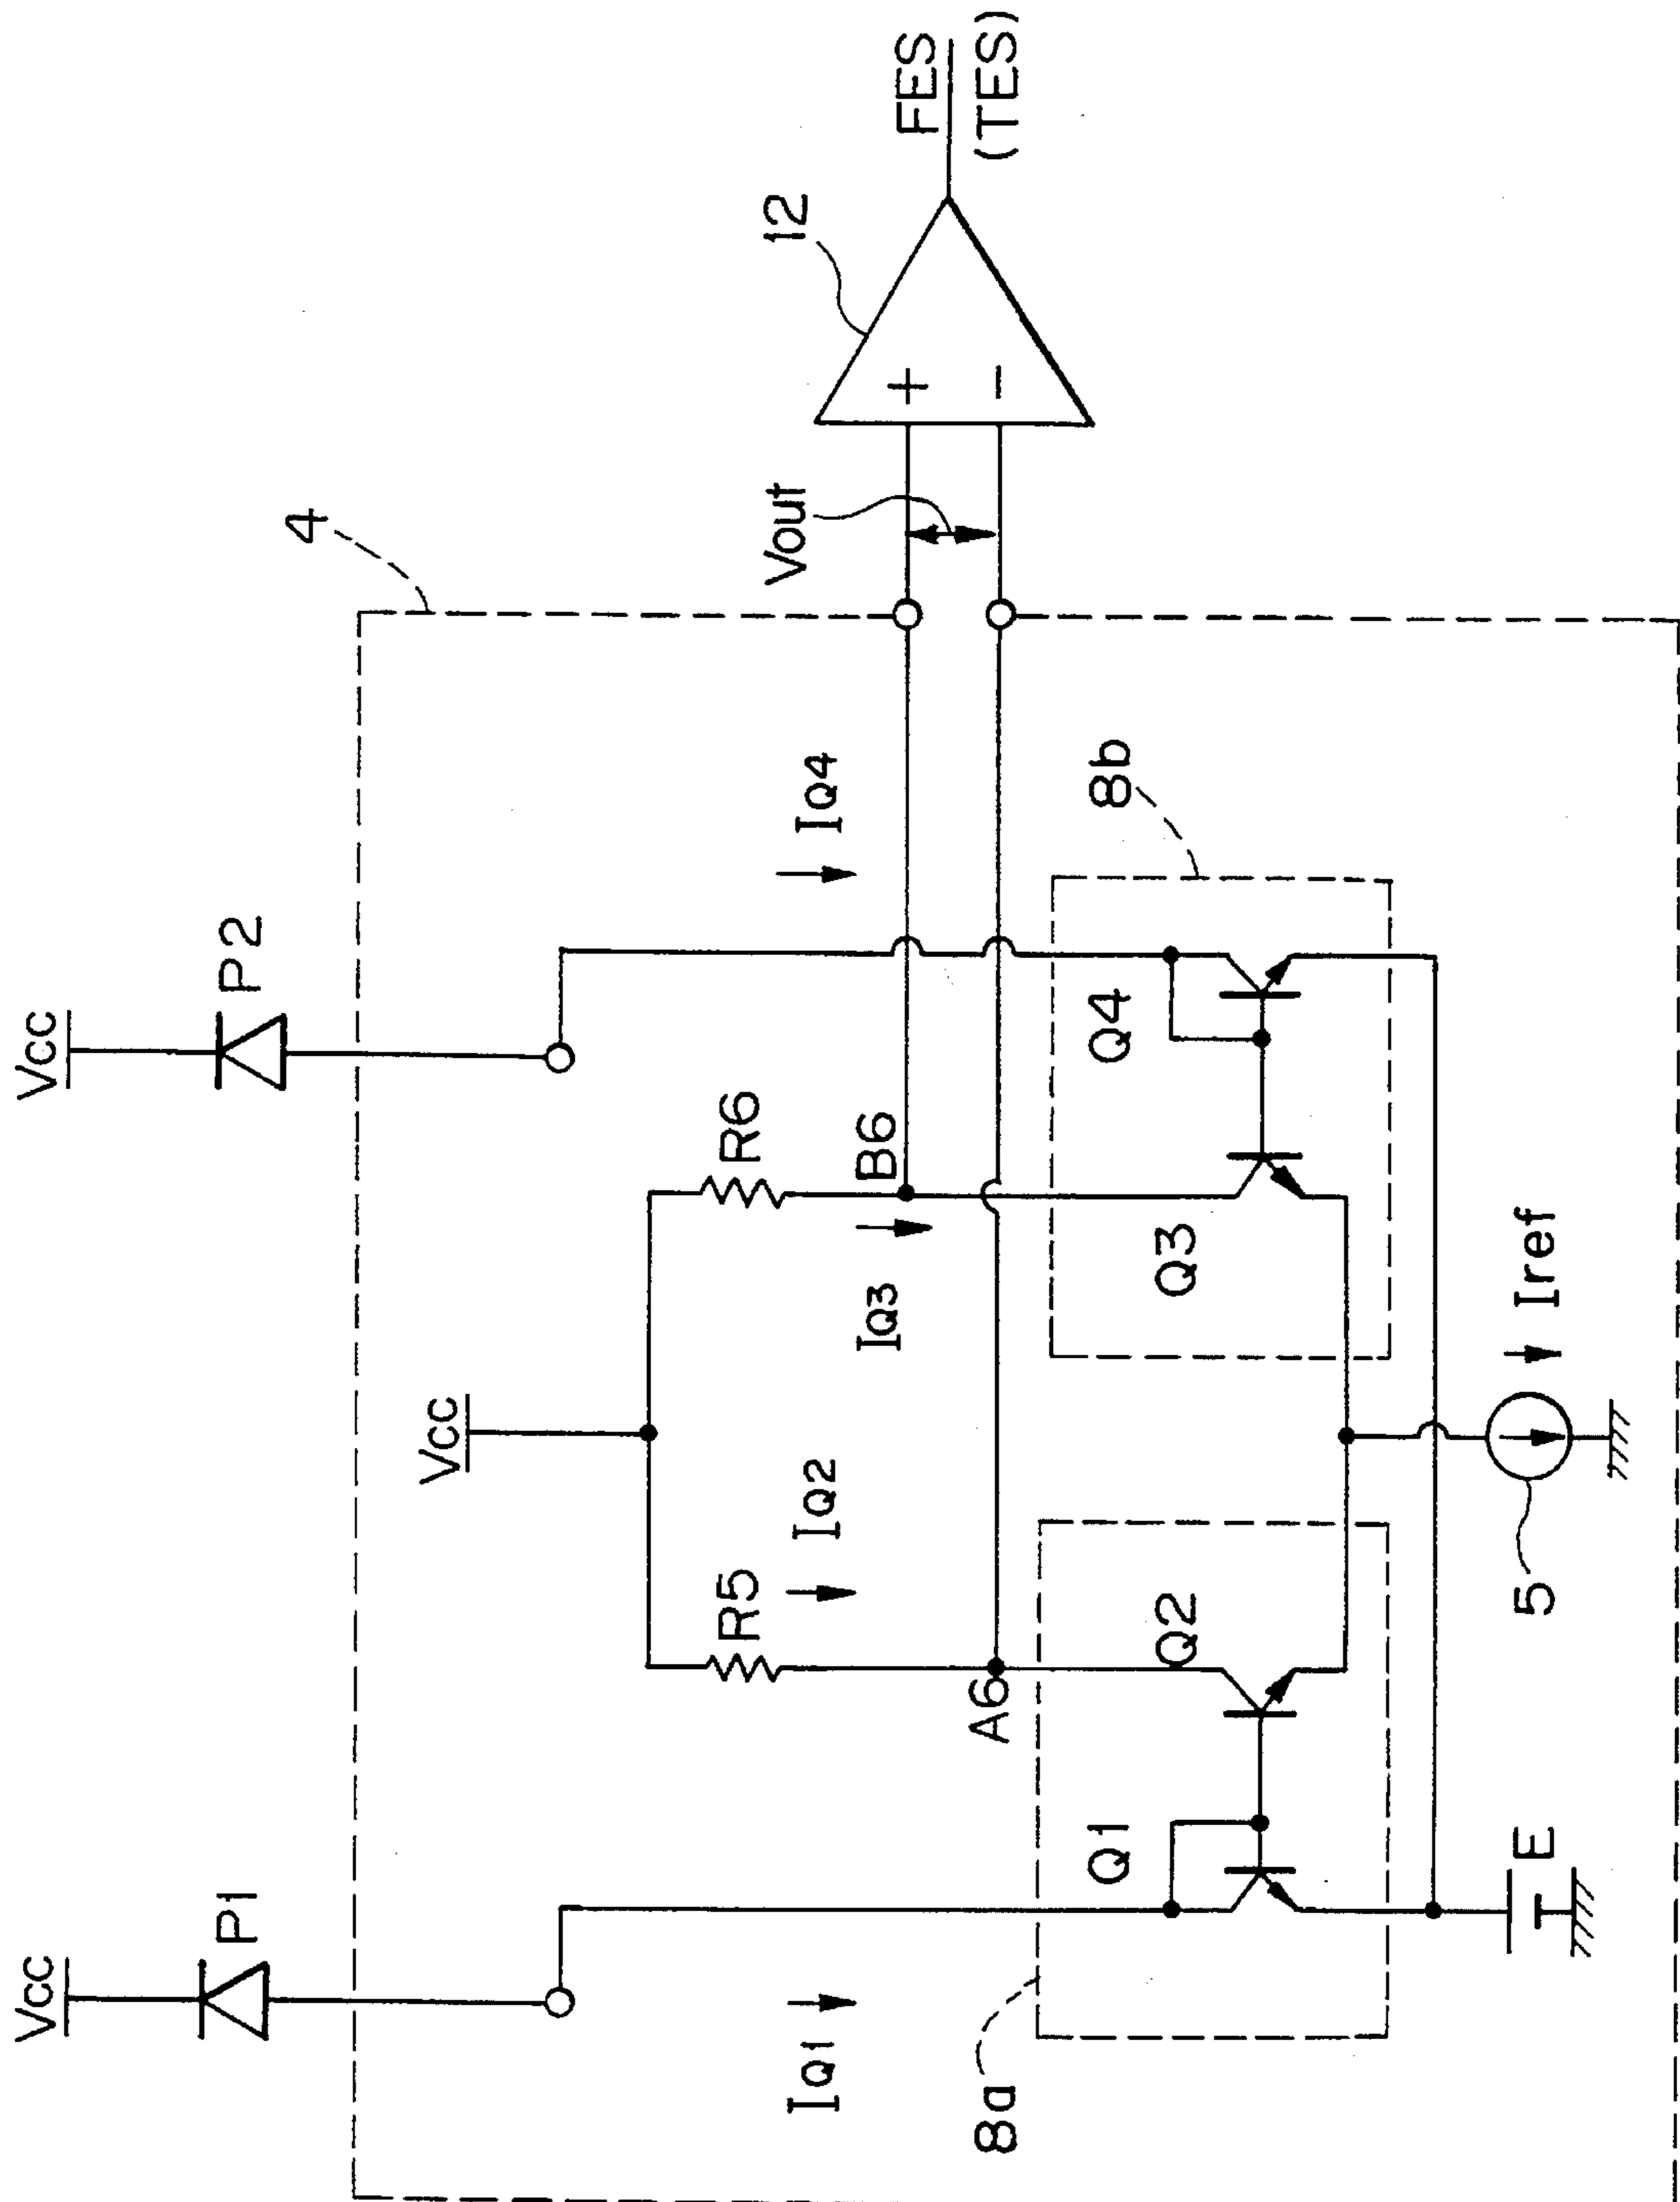 Vcc
P1
Vcc
P2
Vcc
4
R5
R6
IQ1
IQ2
IQ3
IQ4
A6
B6
Vout
12
+
−
FES
(TES)
8a
8b
Q1
Q2
Q3
Q4
E
5
Iref